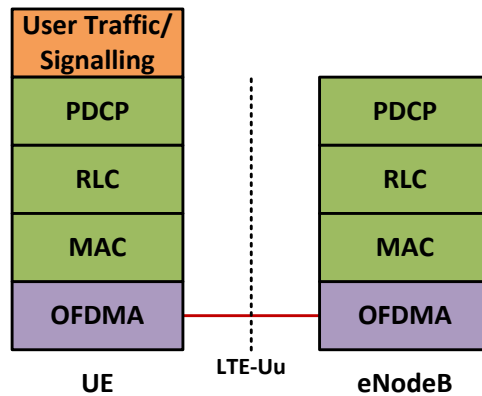 User Traffic/
Signalling
PDCP
PDCP
RLC
RLC
MAC
MAC
OFDMA
OFDMA
LTE-Uu
UE
eNodeB